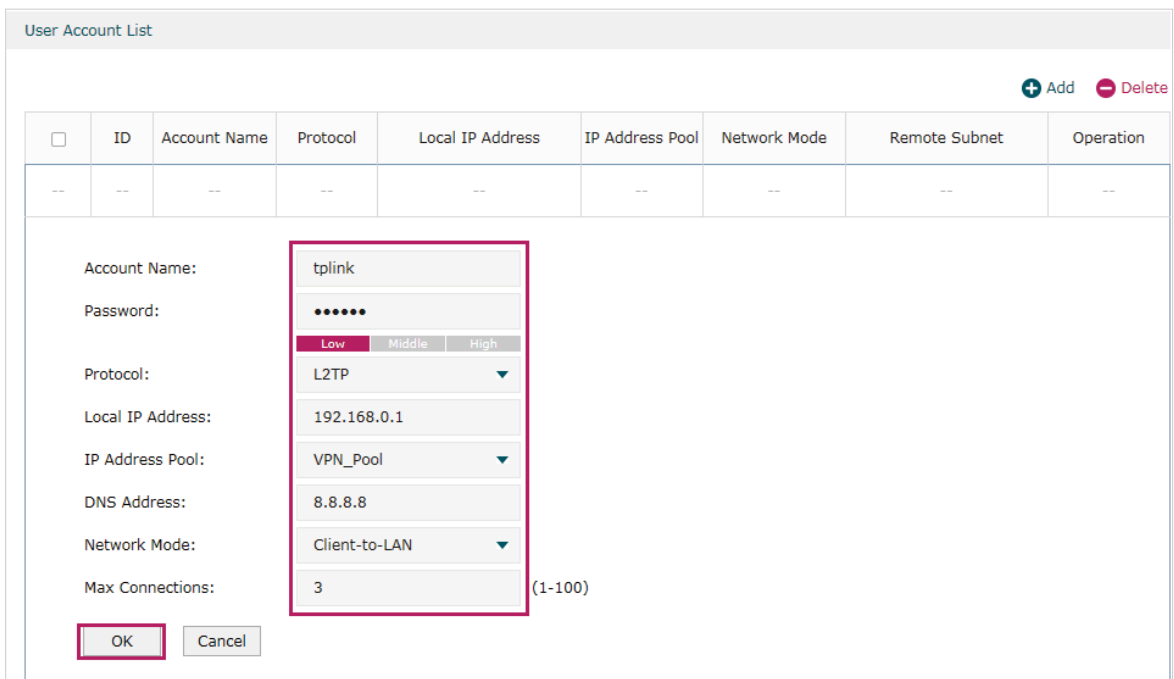 User Account List
Add Delete
ID Account Name Protocol Local IP Address IP Address Pool Network Mode Remote Subnet Operation
-- -- -- -- -- -- -- -- --
Account Name: tplink
Password: ••••••
Low Middle High
Protocol: L2TP
Local IP Address: 192.168.0.1
IP Address Pool: VPN_Pool
DNS Address: 8.8.8.8
Network Mode: Client-to-LAN
Max Connections: 3 (1-100)
OK Cancel